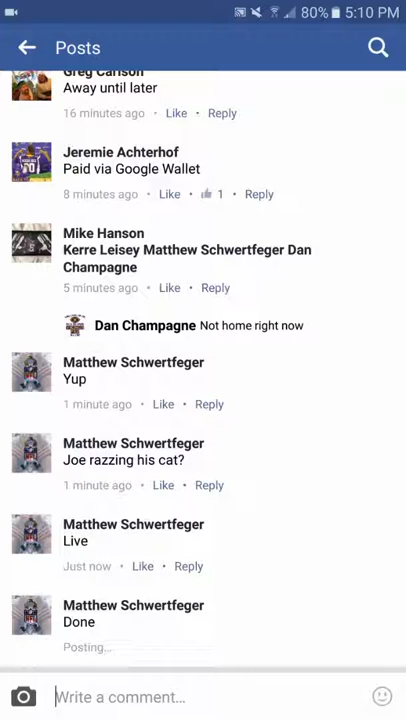 80% 5:10 PM
Posts
Greg Carlson
Away until later
16 minutes ago • Like • Reply
Jeremie Achterhof
Paid via Google Wallet
8 minutes ago • Like • 1 • Reply
Mike Hanson
Kerre Leisey Matthew Schwertfeger Dan
Champagne
5 minutes ago • Like • Reply
Dan Champagne Not home right now
Matthew Schwertfeger
Yup
1 minute ago • Like • Reply
Matthew Schwertfeger
Joe razzing his cat?
1 minute ago • Like • Reply
Matthew Schwertfeger
Live
Just now • Like • Reply
Matthew Schwertfeger
Done
Posting...
Write a comment...